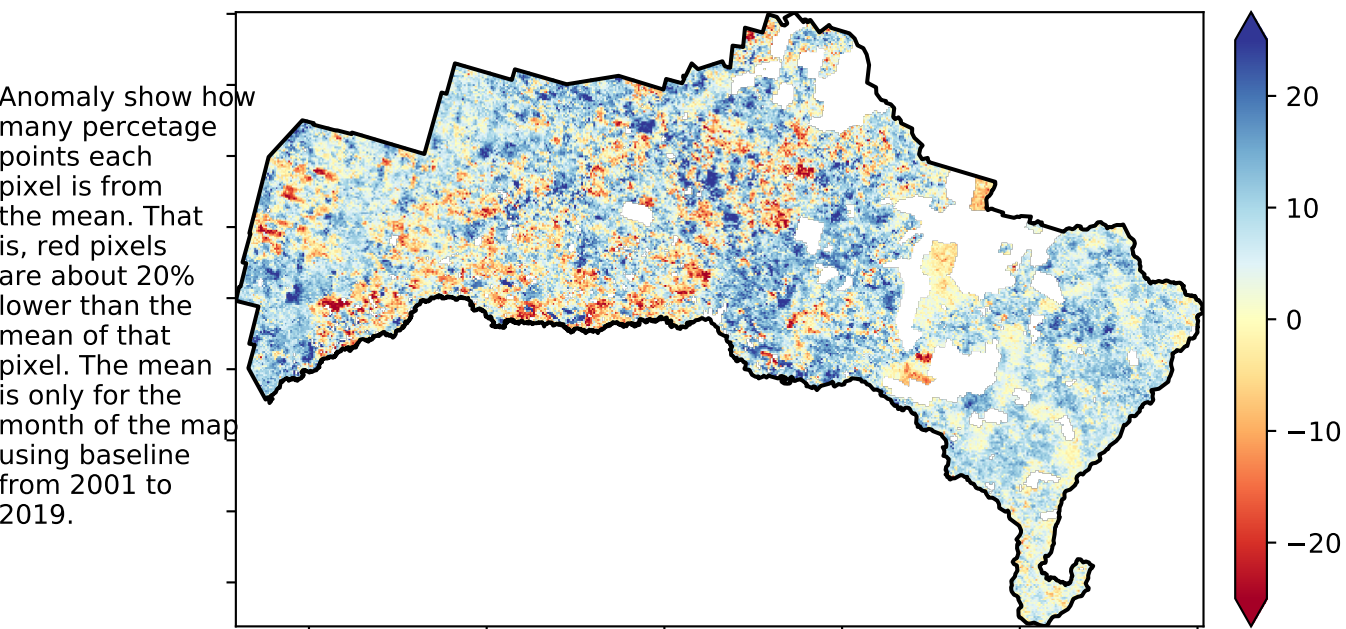 Anomaly show how
many percetage
points each
pixel is from
the mean. That
is, red pixels
are about 20%
lower than the
mean of that
pixel. The mean
is only for the
month of the map
using baseline
from 2001 to
2019.
20
10
0
−10
−20